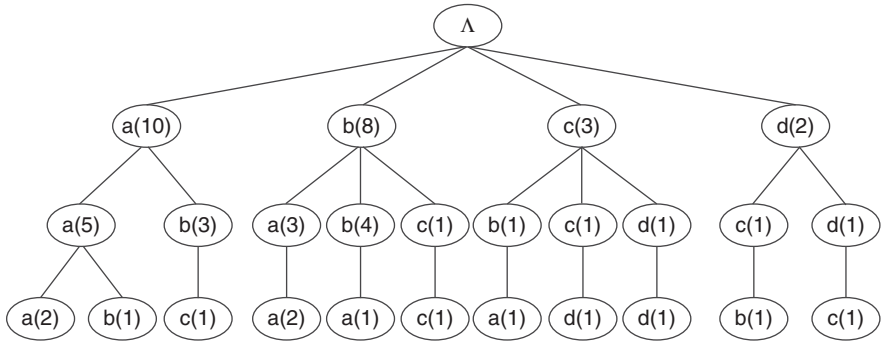 Λ
a(10) b(8) c(3) d(2)
a(5) b(3) a(3) b(4) c(1) b(1) c(1) d(1) c(1) d(1)
a(2) b(1) c(1) a(2) a(1) c(1) a(1) d(1) d(1) b(1) c(1)